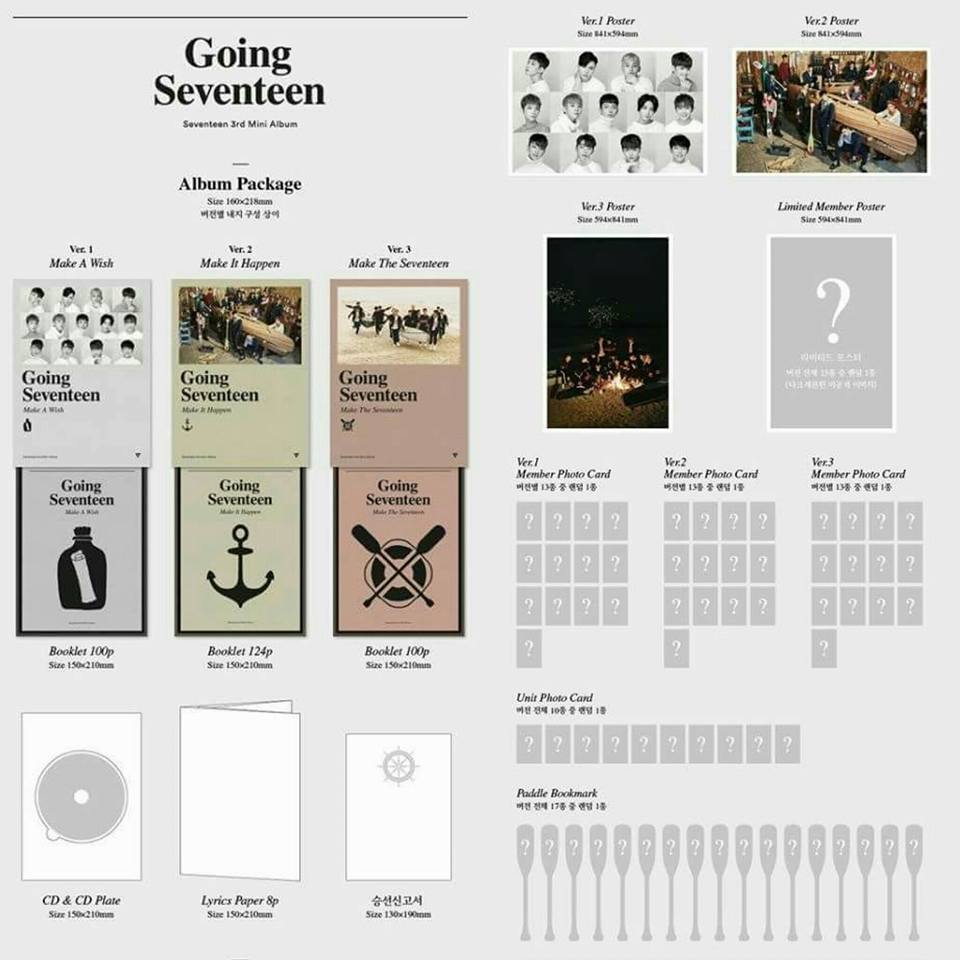 Going
Seventeen
Seventeen 3rd Mini Album
Album Package
Size 160×218mm
버전별 내지 구성 상이
Ver. 1
Make A Wish
Ver. 2
Make It Happen
Ver. 3
Make The Seventeen
Going
Seventeen
Make A Wish
Going
Seventeen
Make It Happen
Going
Seventeen
Make The Seventeen
Going
Seventeen
Make A Wish
Going
Seventeen
Make It Happen
Going
Seventeen
Make The Seventeen
Booklet 100p
Size 150×210mm
Booklet 124p
Size 150×210mm
Booklet 100p
Size 150×210mm
CD & CD Plate
Size 150×210mm
Lyrics Paper 8p
Size 150×210mm
승선신고서
Size 130×190mm
Ver.1 Poster
Size 841×594mm
Ver.2 Poster
Size 841×594mm
Ver.3 Poster
Size 594×841mm
Limited Member Poster
Size 594×841mm
?
리미티드 포스터
버전 전체 13종 중 랜덤 1종
Ver.1
Member Photo Card
버전별 13종 중 랜덤 1종
? ? ? ?
? ? ? ?
? ? ? ?
?
Ver.2
Member Photo Card
버전별 13종 중 랜덤 1종
? ? ? ?
? ? ? ?
? ? ? ?
?
Ver.3
Member Photo Card
버전별 13종 중 랜덤 1종
? ? ? ?
? ? ? ?
? ? ? ?
?
Unit Photo Card
버전 전체 10종 중 랜덤 1종
? ? ? ? ? ? ? ? ? ?
Paddle Bookmark
버전 전체 17종 중 랜덤 1종
? ? ? ? ? ? ? ? ? ? ? ? ? ? ? ? ?